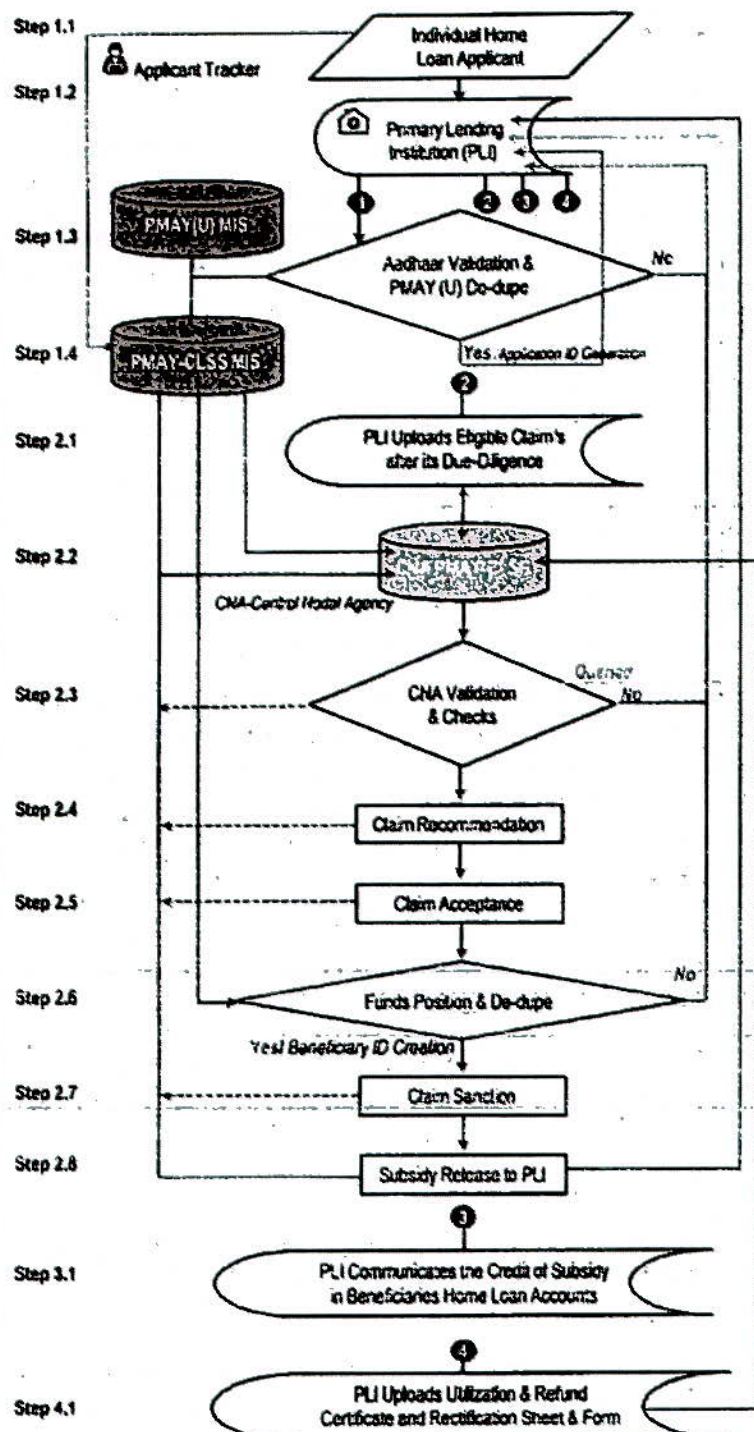 Step 1.1
Individual Home
Loan Applicant
Applicant Tracker
Step 1.2
Primary Lending
Institution (PLI)
1
2
3
4
PMAY(U) MIS
Step 1.3
No
Aadhaar Validation &
PMAY (U) De-dupe
Step 1.4
PMAY-CLSS MIS
Yes. Application ID Generation
2
Step 2.1
PLI Uploads Eligible Claim's
after its Due-Diligence
Step 2.2
CNA-Central Nodal Agency
Queried
No
Step 2.3
CNA Validation
& Checks
Step 2.4
Claim Recommendation
Step 2.5
Claim Acceptance
No
Step 2.6
Funds Position & De-dupe
Yes! Beneficiary ID Creation
Step 2.7
Claim Sanction
Step 2.8
Subsidy Release to PLI
3
Step 3.1
PLI Communicates the Credit of Subsidy
in Beneficiaries Home Loan Accounts
4
Step 4.1
PLI Uploads Utilization & Refund
Certificate and Rectification Sheet & Form